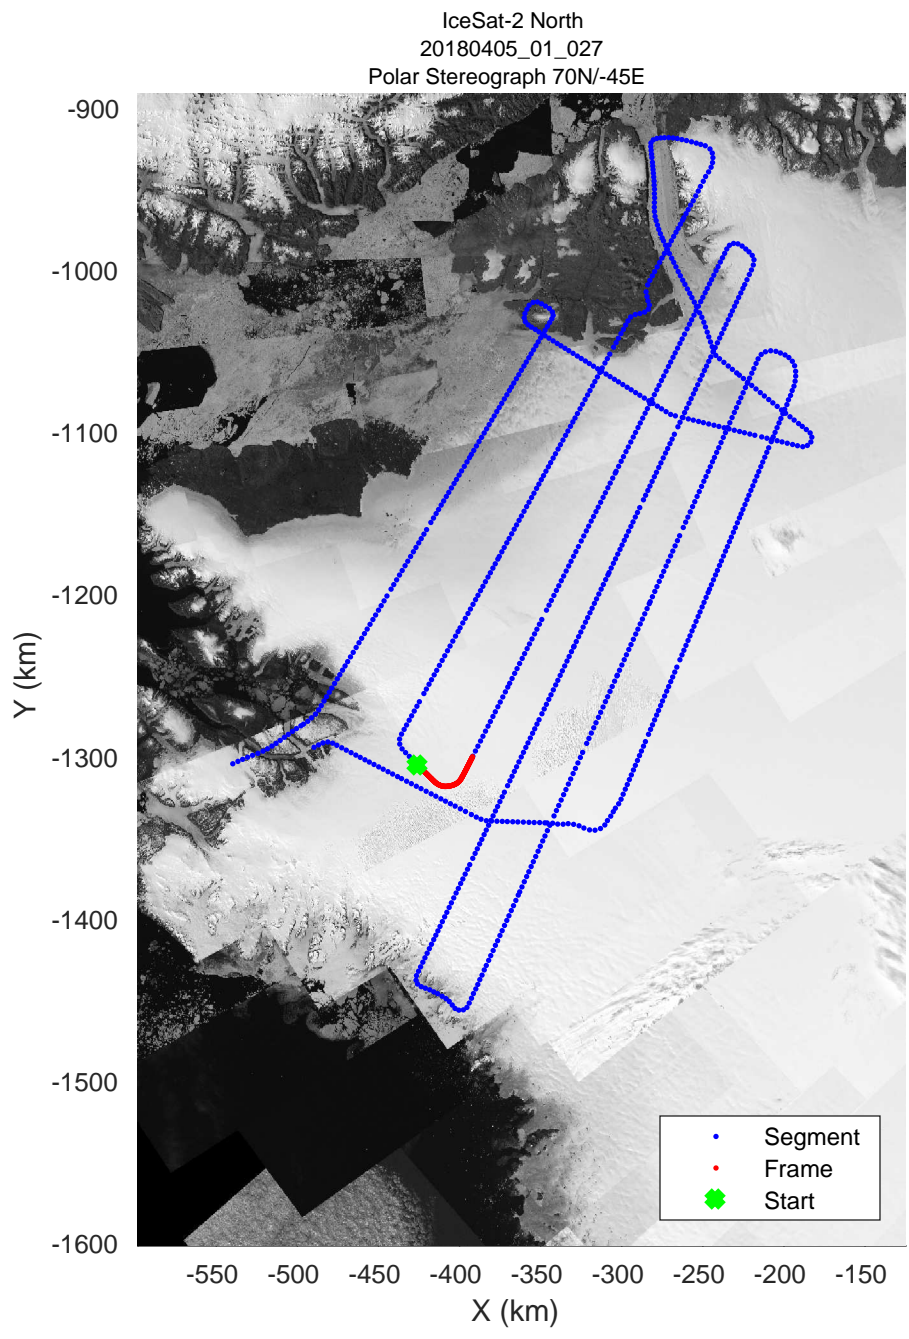 IceSat-2 North
20180405_01_027
Polar Stereograph 70N/-45E
-900
-1000
-1100
-1200
-1300
-1400
-1500
-1600
Y (km)
Segment
Frame
Start
-550 -500 -450 -400 -350 -300 -250 -200 -150
X (km)